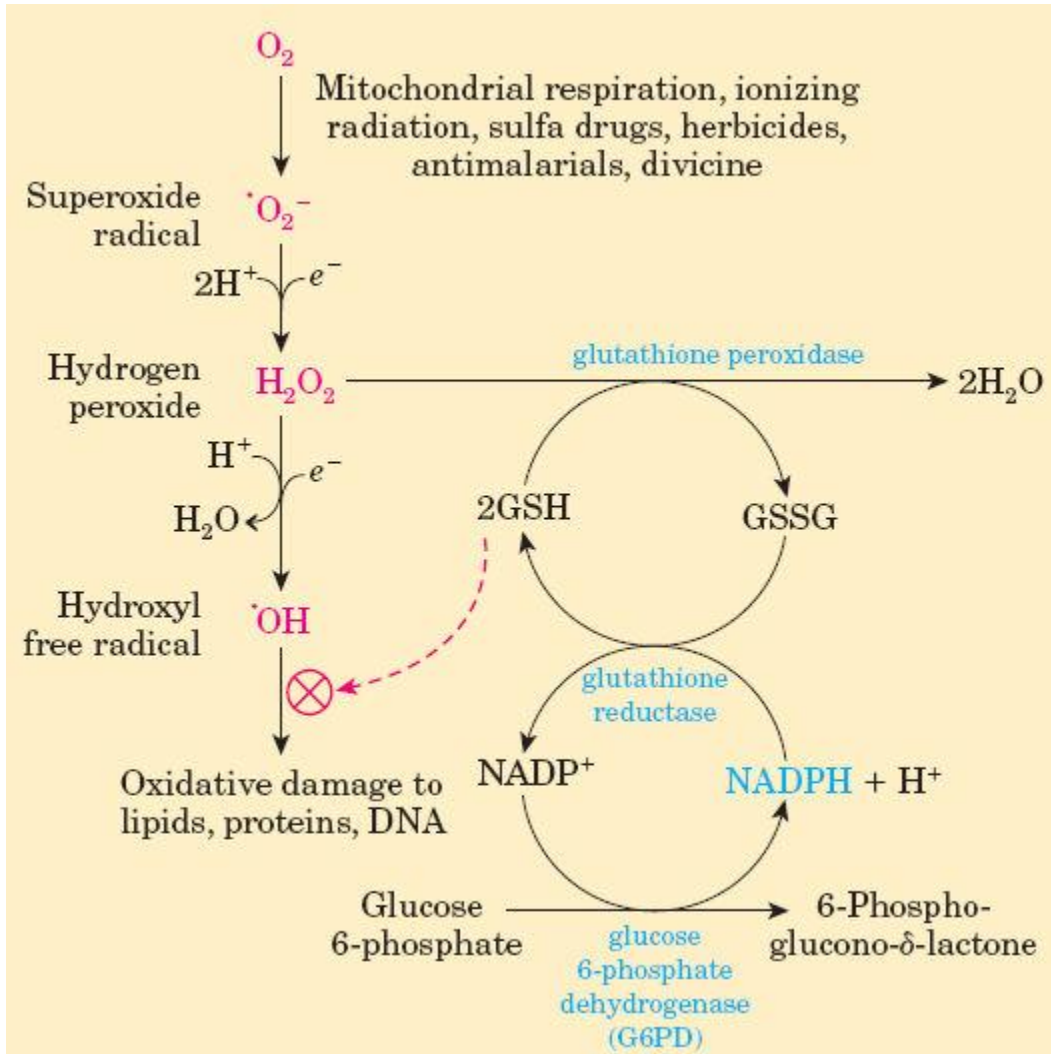 O₂
Mitochondrial respiration, ionizing
radiation, sulfa drugs, herbicides,
antimalarials, divicine
Superoxide
radical
˙O₂⁻
2H⁺
e⁻
Hydrogen
peroxide
H₂O₂
glutathione peroxidase
2H₂O
H⁺
e⁻
H₂O
2GSH
GSSG
Hydroxyl
free radical
˙OH
glutathione
reductase
Oxidative damage to
lipids, proteins, DNA
NADP⁺
NADPH + H⁺
Glucose
6-phosphate
6-Phospho-
glucono-δ-lactone
glucose
6-phosphate
dehydrogenase
(G6PD)